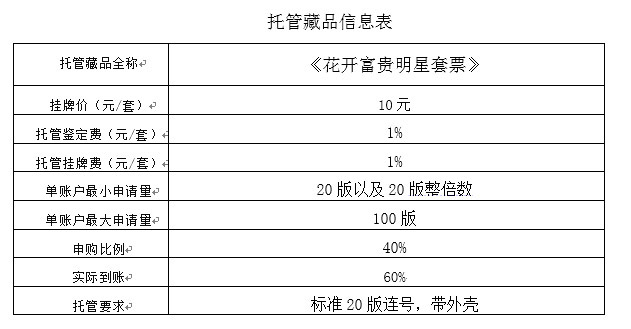 托管藏品信息表
托管藏品全称 《花开富贵明星套票》
挂牌价（元/套） 10元
托管鉴定费（元/套） 1%
托管挂牌费（元/套） 1%
单账户最小申请量 20版以及20版整倍数
单账户最大申请量 100版
申购比例 40%
实际到账 60%
托管要求 标准20版连号，带外壳